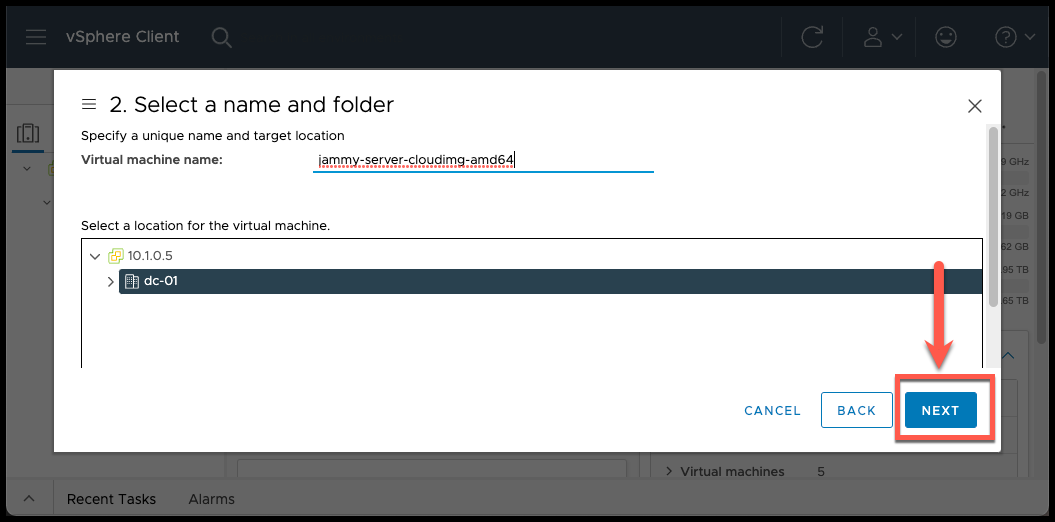 vSphere Client
2. Select a name and folder
Specify a unique name and target location
Virtual machine name: jammy-server-cloudimg-amd64
9 GHz
2 GHz
19 GB
62 GB
95 TB
65 TB
Select a location for the virtual machine.
10.1.0.5
dc-01
CANCEL BACK NEXT
Virtual machines 5
Recent Tasks Alarms